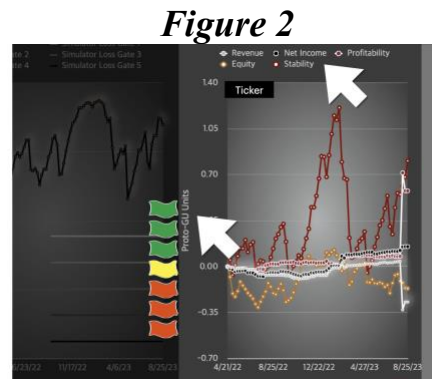 Figure 2
Simulator Loss Gate 3
Simulator Loss Gate 5
Revenue Net Income Profitability
Equity Stability
1.40
Ticker
1.05
0.70
Proto-GU Units
0.00
-0.35
-0.70
6/23/22 11/17/22 4/6/23 8/25/23
4/21/22 8/25/22 12/22/22 4/27/23 8/25/23